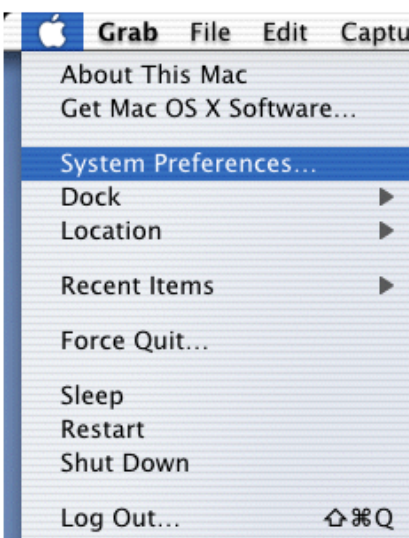 Grab File Edit Captu
About This Mac
Get Mac OS X Software...
System Preferences...
Dock
Location
Recent Items
Force Quit...
Sleep
Restart
Shut Down
Log Out... ⇧⌘Q